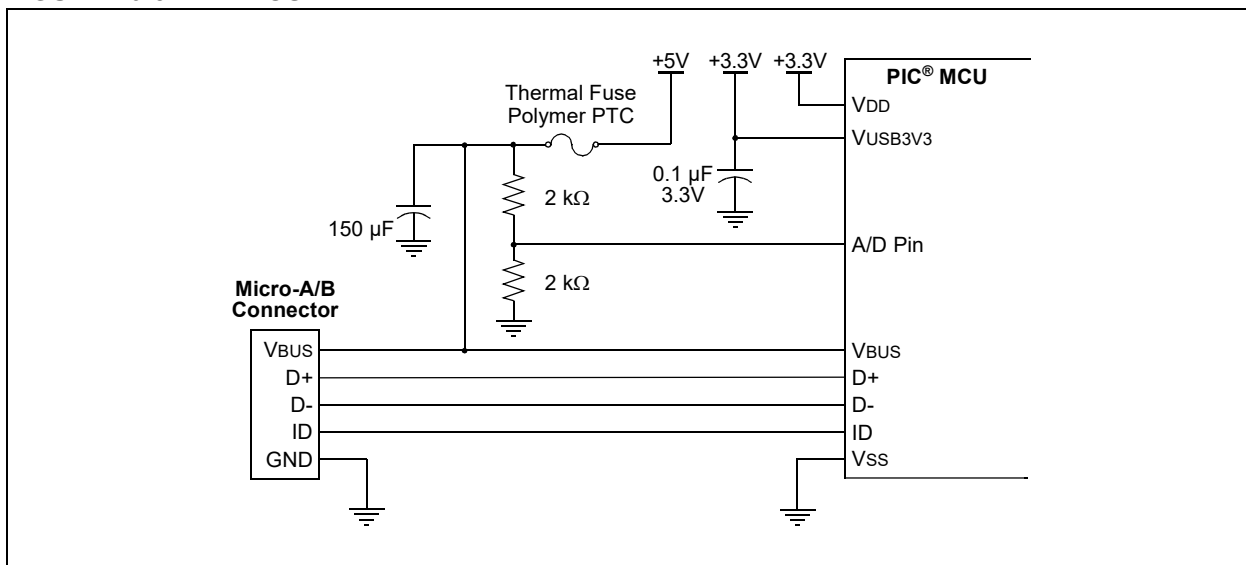 +5V
+3.3V
+3.3V
PIC® MCU
Thermal Fuse
Polymer PTC
VDD
VUSB3V3
0.1 µF
3.3V
2 kΩ
150 µF
A/D Pin
2 kΩ
Micro-A/B
Connector
VBUS
D+
D-
ID
GND
VBUS
D+
D-
ID
VSS